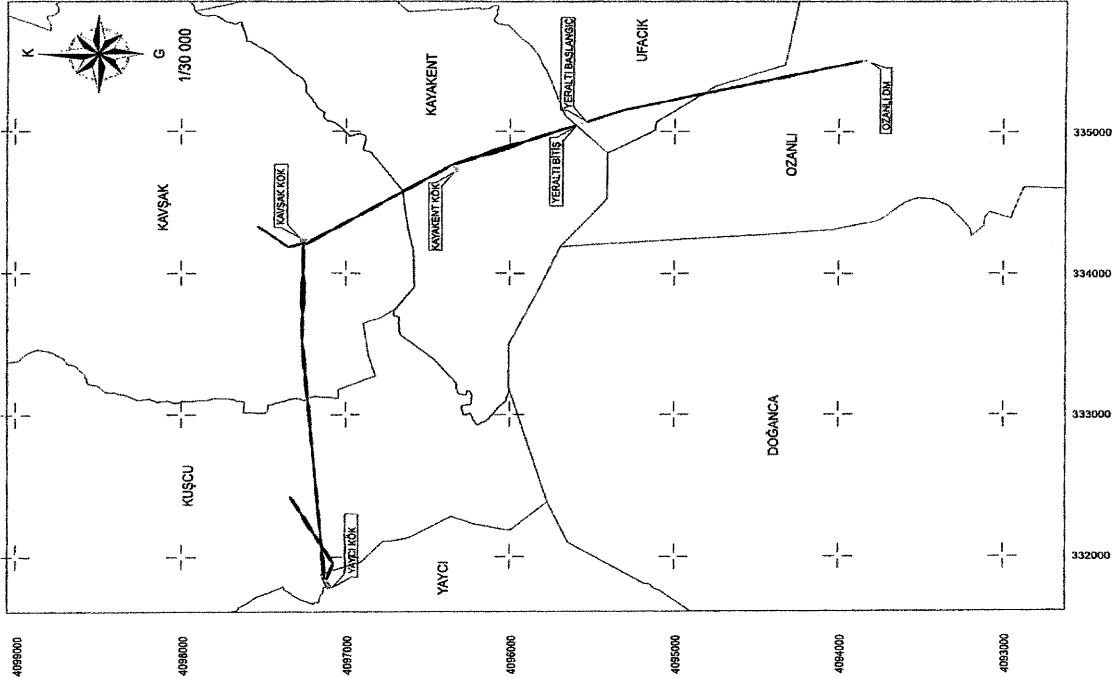 K
G
1/30 000
KAVŞAK
KAYAKENT
UFACIK
YERALTI BAŞLANGIÇ
KAVŞAK KÖK
KAYAKENT KÖK
YERALTI BİTİŞ
OZANLI DM
OZANLI
KUŞCU
DOĞANCA
YAYCI KÖK
YAYCI
335000
334000
333000
332000
4099000
4098000
4097000
4096000
4095000
4094000
4093000